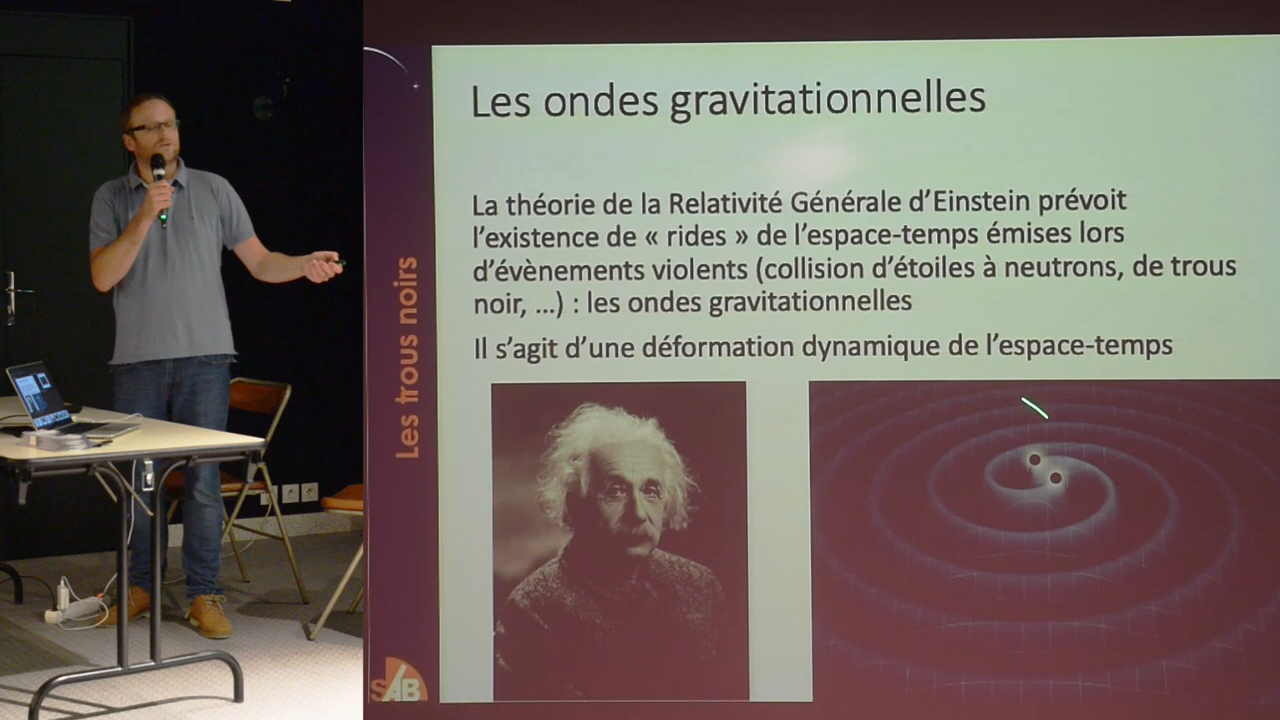 Les ondes gravitationnelles
La théorie de la Relativité Générale d’Einstein prévoit
l’existence de « rides » de l’espace-temps émises lors
d’évènements violents (collision d’étoiles à neutrons, de trous
noir, ...) : les ondes gravitationnelles
Il s’agit d’une déformation dynamique de l’espace-temps
Les trous noirs
SAB